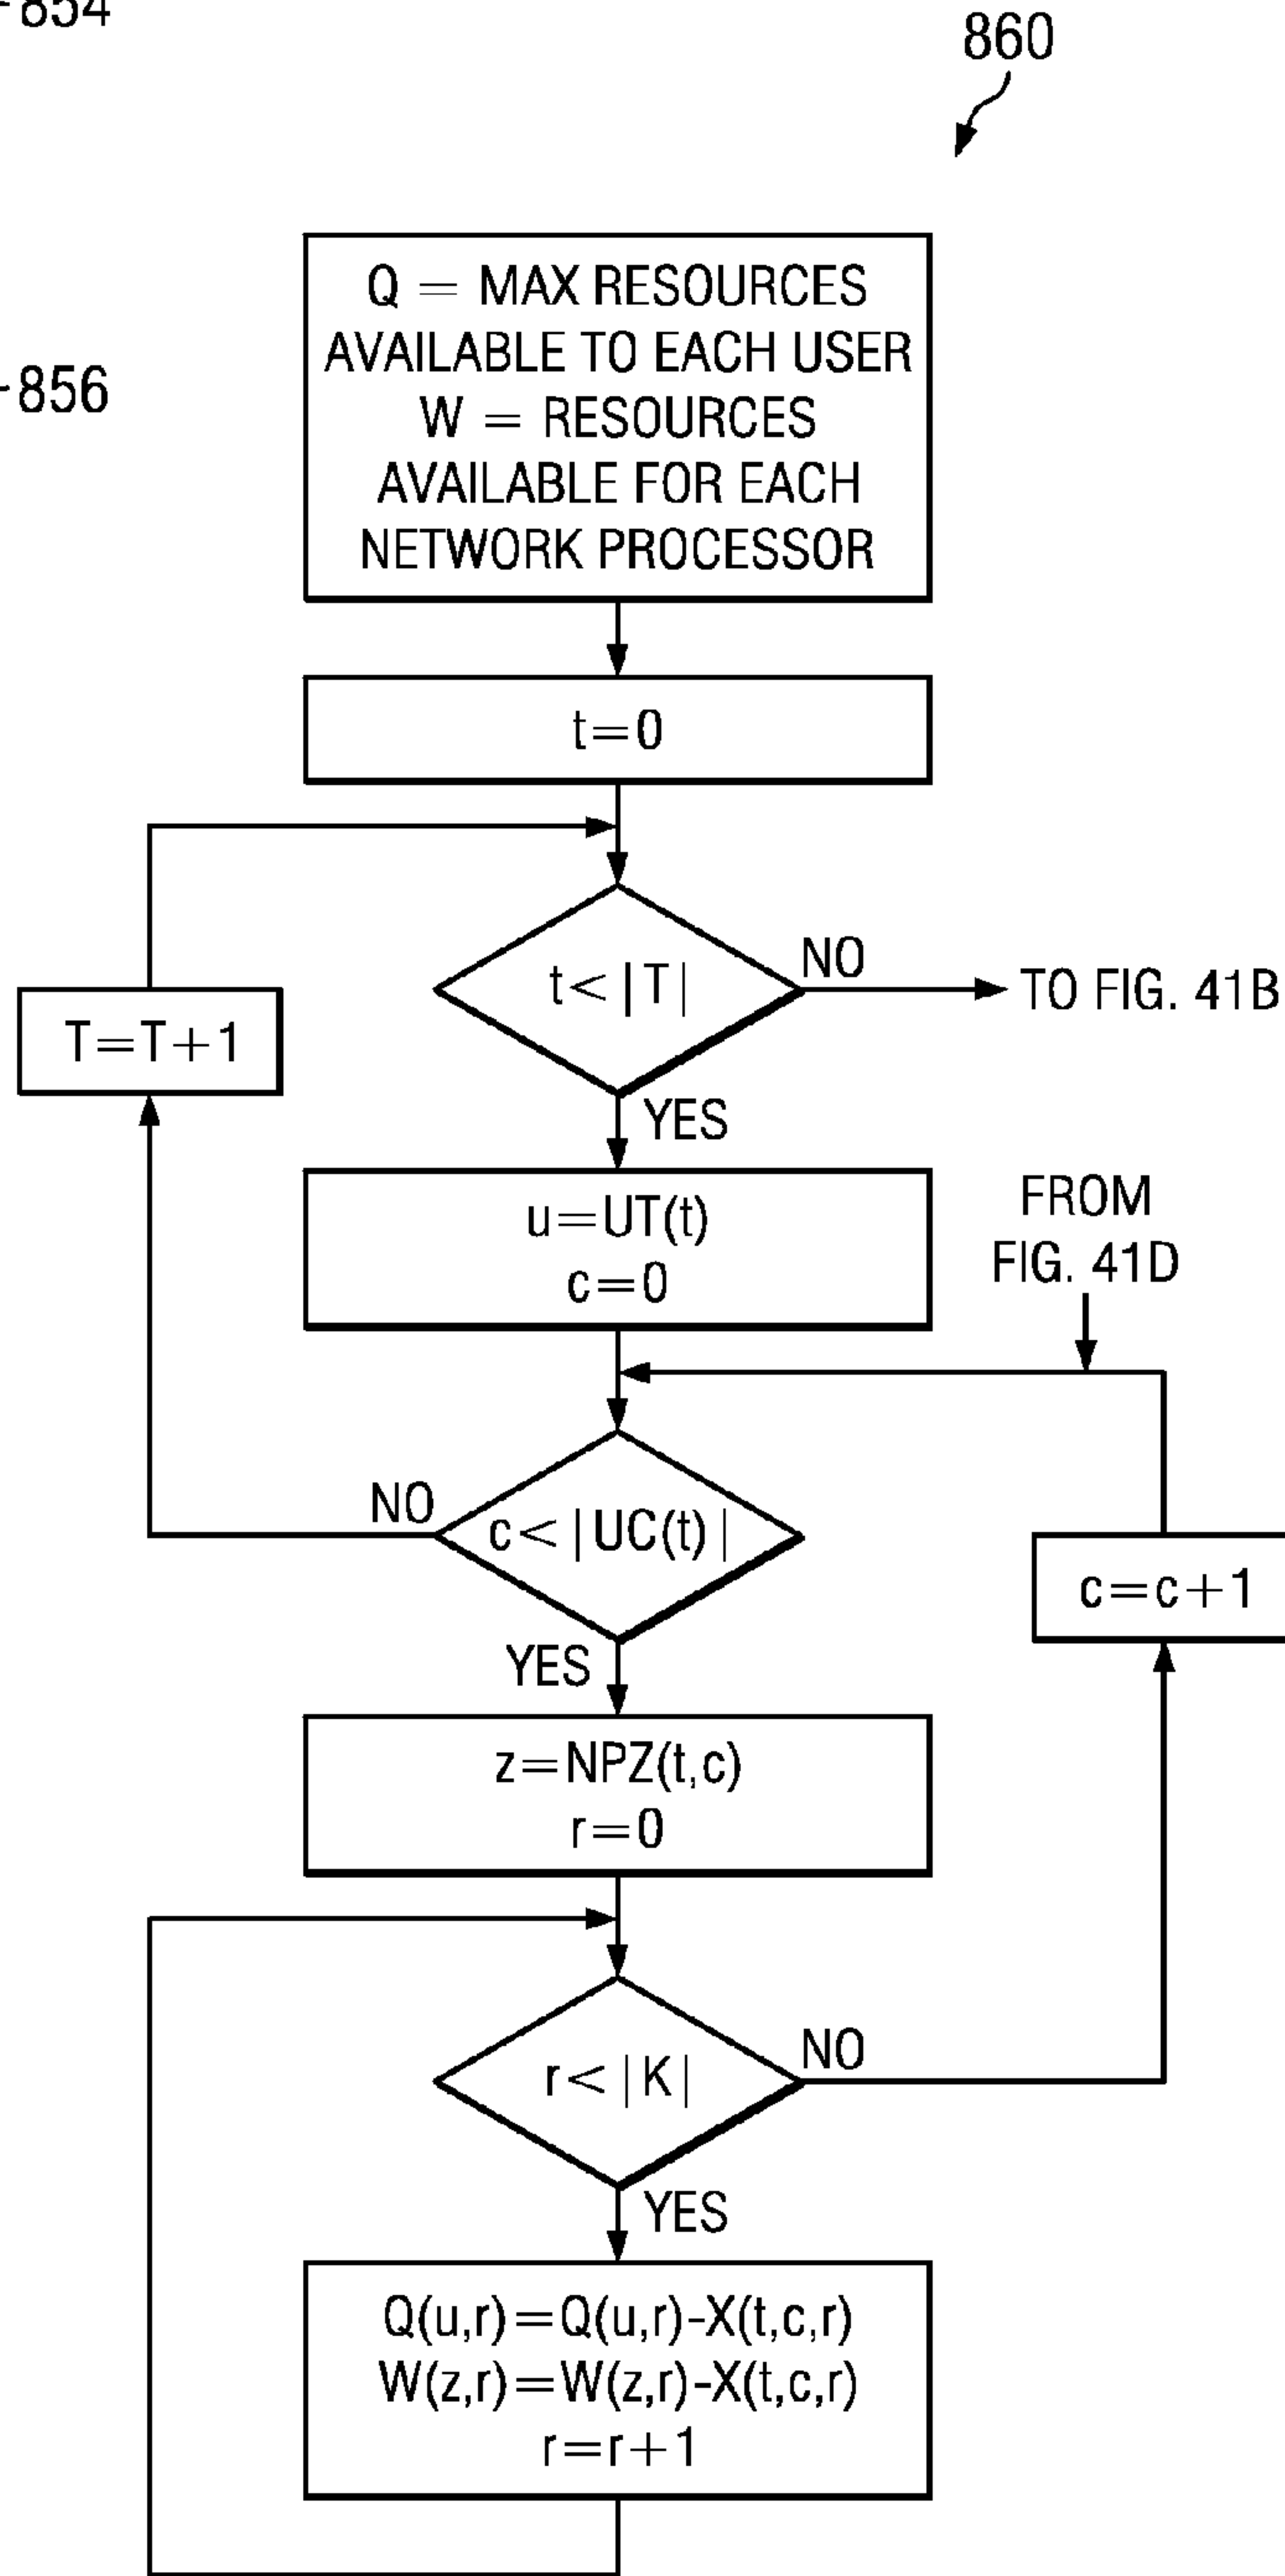 854
860
856
Q = MAX RESOURCES
AVAILABLE TO EACH USER
W = RESOURCES
AVAILABLE FOR EACH
NETWORK PROCESSOR
t=0
t<|T|
NO
TO FIG. 41B
T=T+1
YES
u=UT(t)
c=0
FROM
FIG. 41D
NO
c<|UC(t)|
c=c+1
YES
z=NPZ(t,c)
r=0
r<|K|
NO
YES
Q(u,r)=Q(u,r)-X(t,c,r)
W(z,r)=W(z,r)-X(t,c,r)
r=r+1